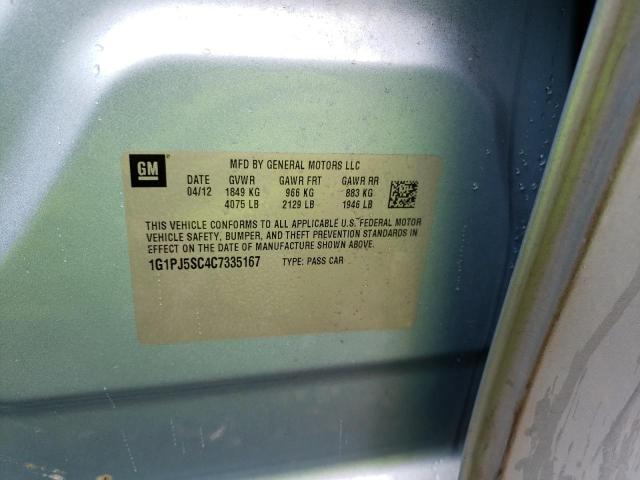 GM
MFD BY GENERAL MOTORS LLC
DATE GVWR GAWR FRT GAWR RR
04/12 1849 KG 966 KG 883 KG
4075 LB 2129 LB 1946 LB
THIS VEHICLE CONFORMS TO ALL APPLICABLE U.S. FEDERAL MOTOR
VEHICLE SAFETY, BUMPER, AND THEFT PREVENTION STANDARDS IN
EFFECT ON THE DATE OF MANUFACTURE SHOWN ABOVE.
1G1PJ5SC4C7335167 TYPE: PASS CAR